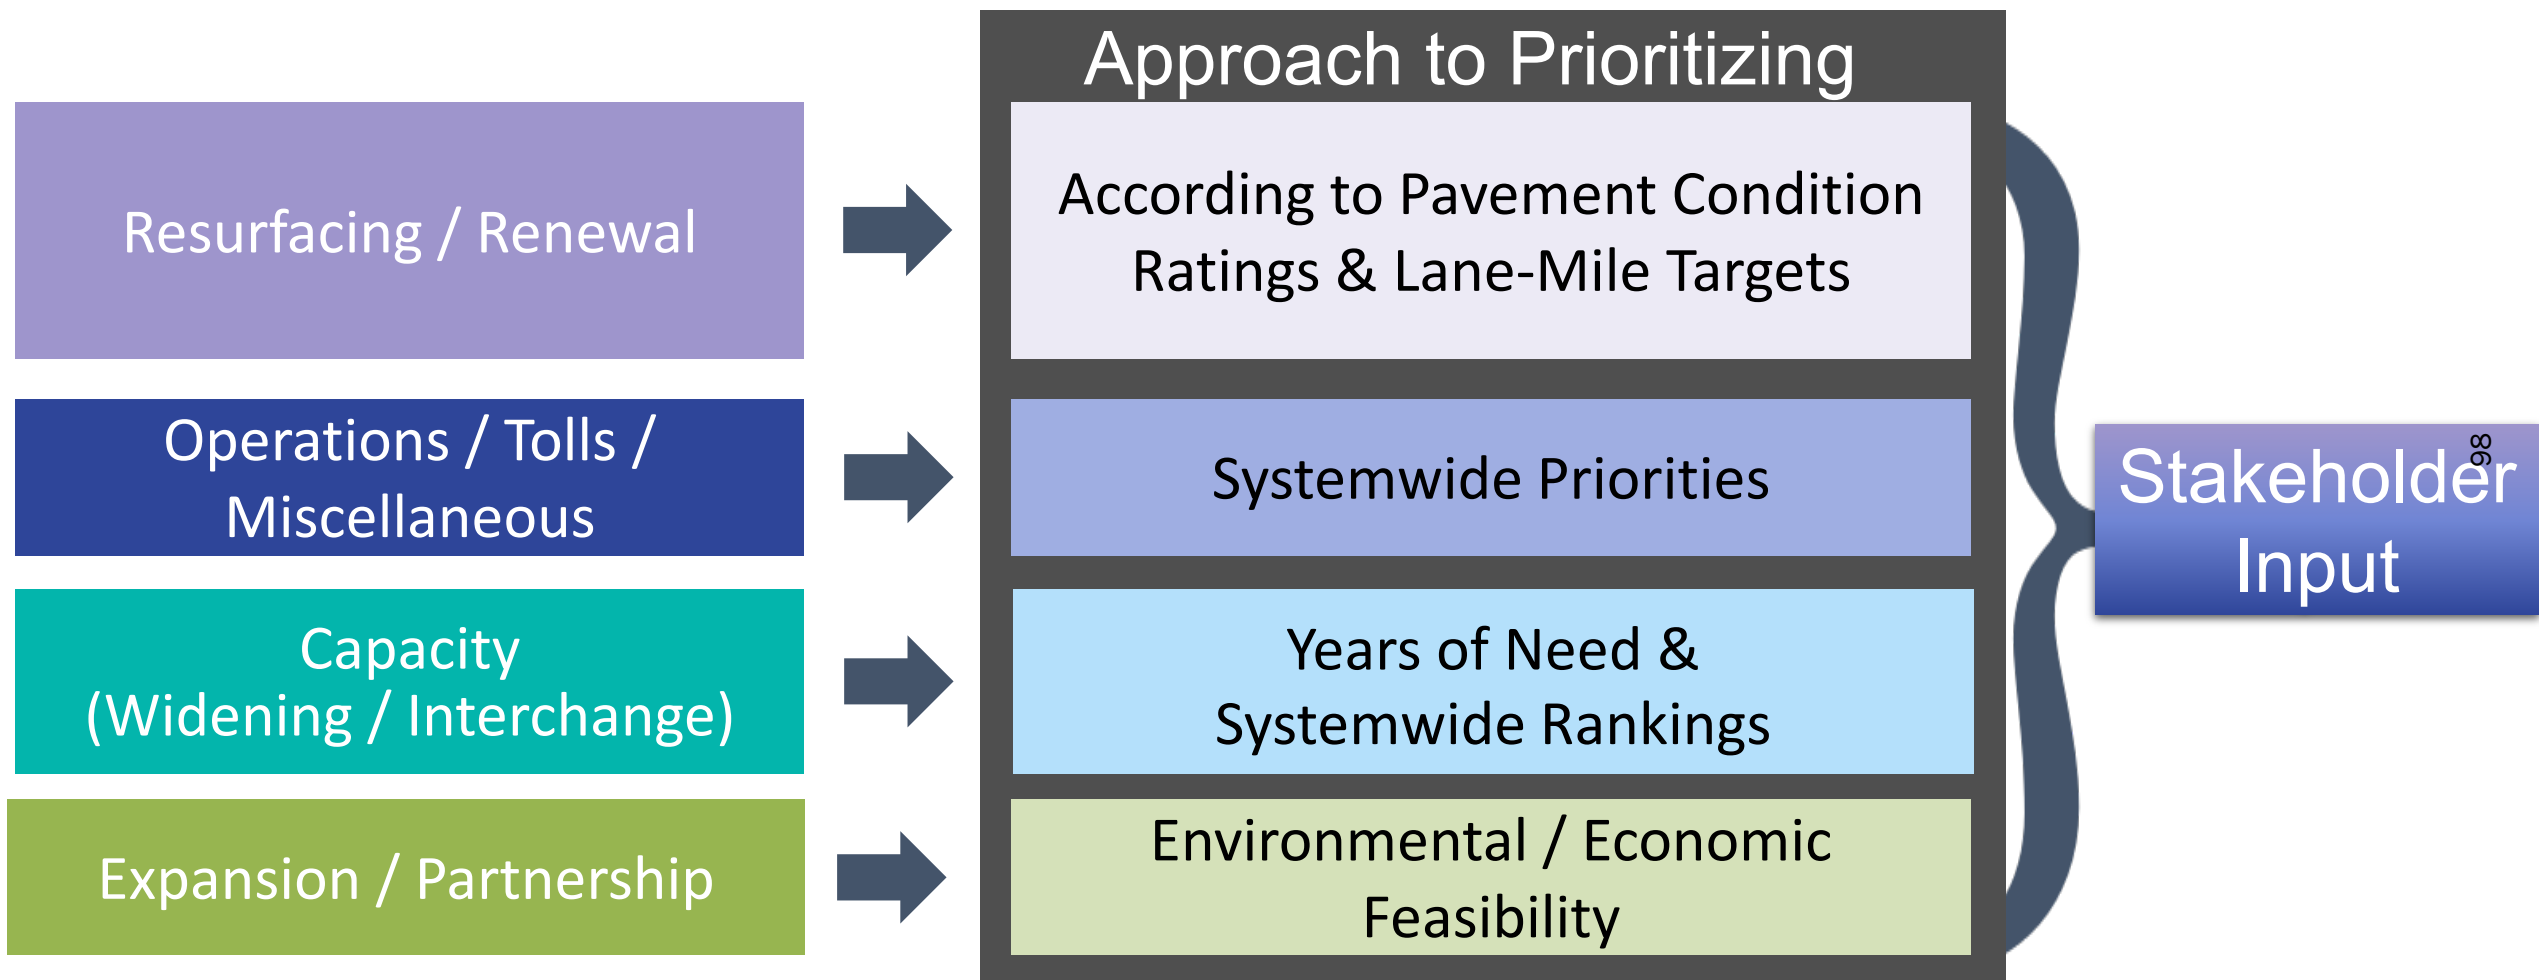 Approach to Prioritizing
Resurfacing / Renewal
According to Pavement Condition
Ratings & Lane-Mile Targets
Operations / Tolls /
Miscellaneous
Systemwide Priorities
Capacity
(Widening / Interchange)
Years of Need &
Systemwide Rankings
Expansion / Partnership
Environmental / Economic
Feasibility
Stakeholder
Input
98